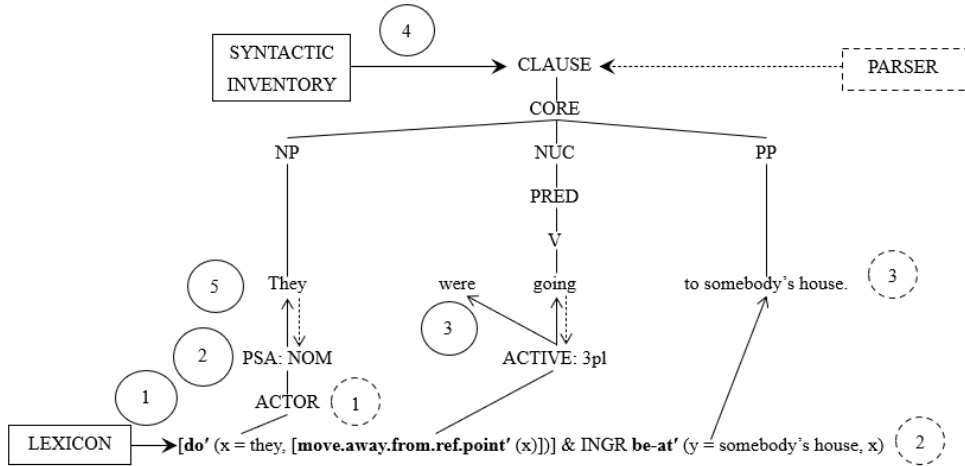 4
SYNTACTIC
INVENTORY
CLAUSE
PARSER
CORE
NP NUC PP
PRED
V
5 They were going to somebody’s house. 3
3
2 PSA: NOM ACTIVE: 3pl
1 ACTOR 1
LEXICON [do′ (x = they, [move.away.from.ref.point′ (x)])] & INGR be-at′ (y = somebody’s house, x) 2